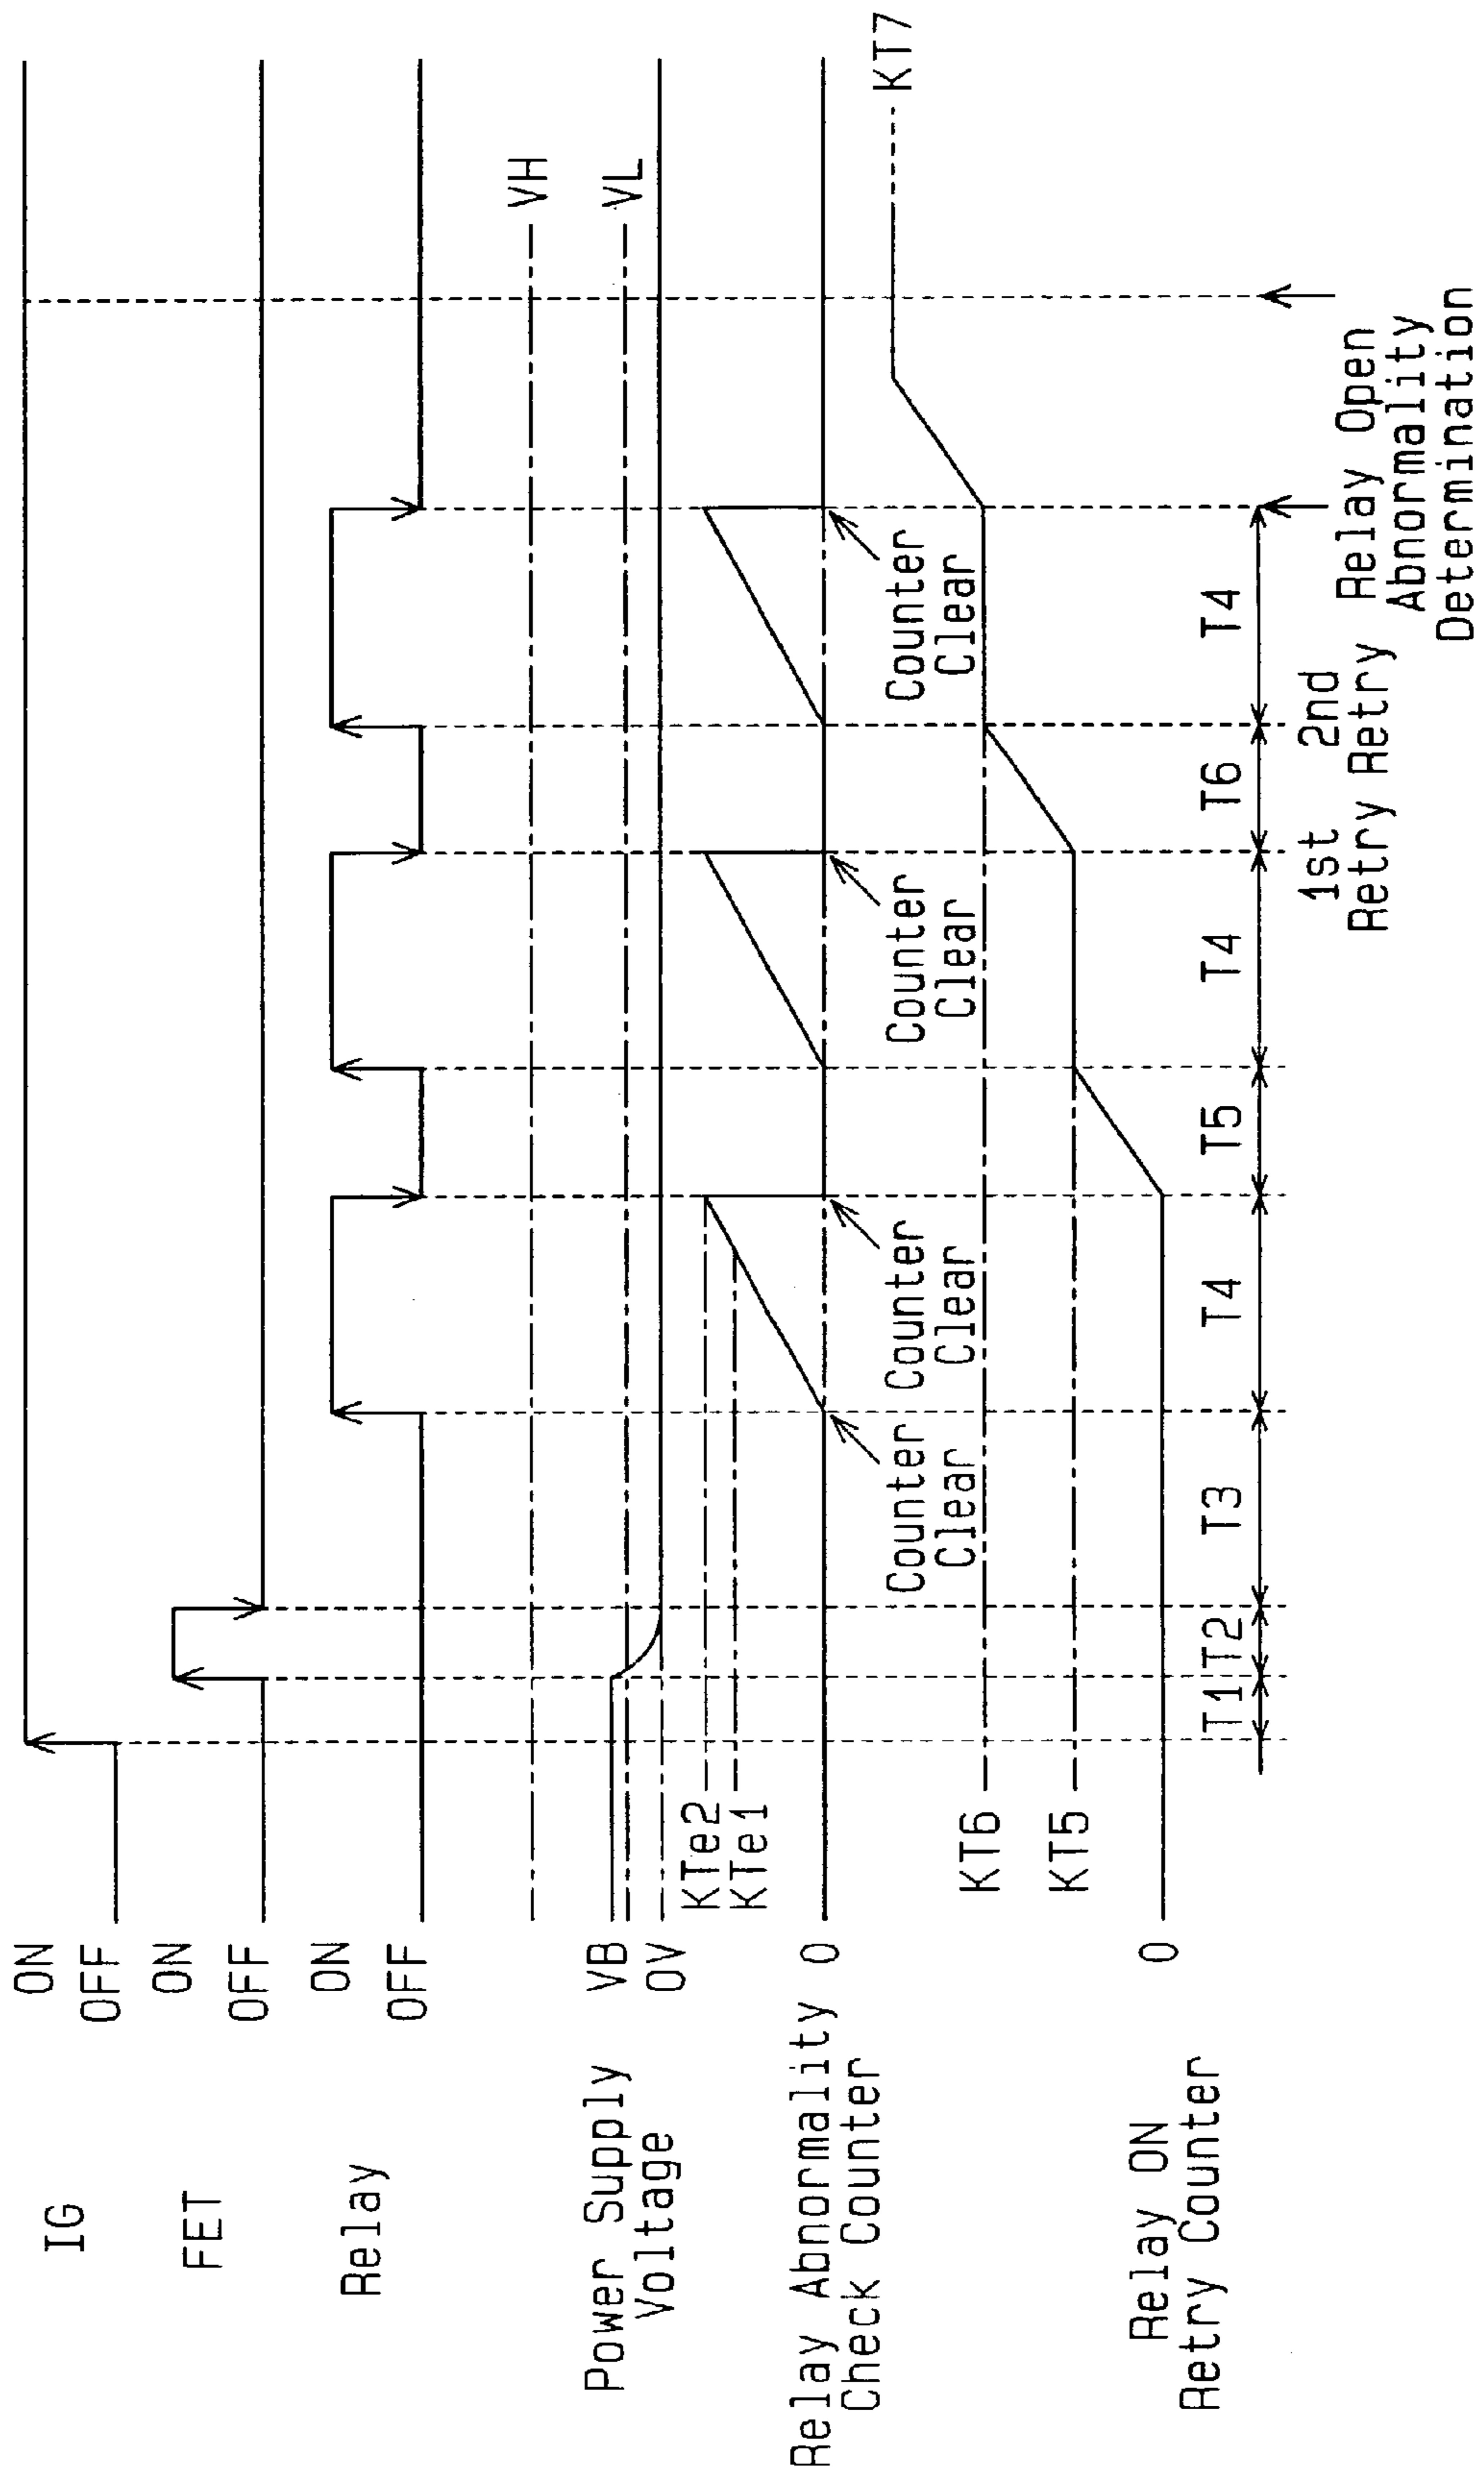 IG
ON
OFF
FET
ON
OFF
Relay
ON
OFF
VH
Power Supply
Voltage
VB
0V
VL
Relay Abnormality
Check Counter
KTe2
KTe1
0
Counter
Clear
Counter
Clear
Counter
Clear
Counter
Clear
KT7
Relay ON
Retry Counter
KT6
KT5
0
T1
T2
T3
T4
T5
T4
T6
T4
1st
Retry
2nd
Retry
Relay Open
Abnormality
Determination